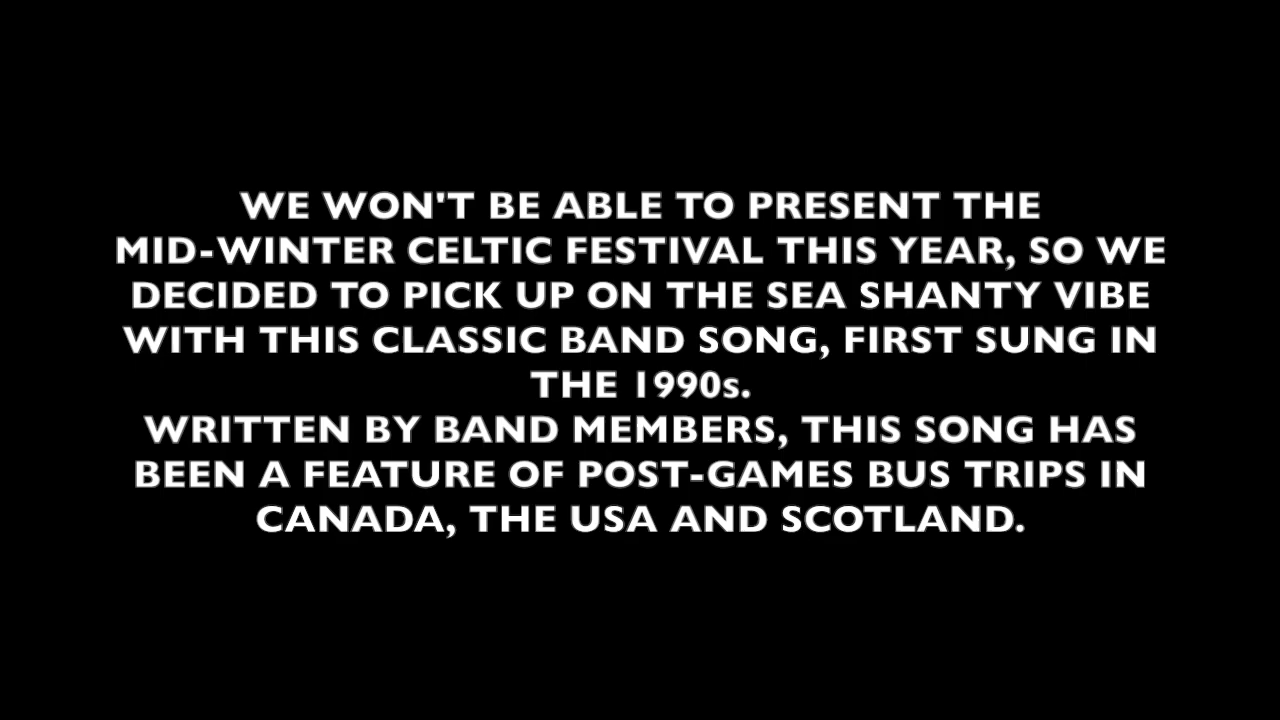 WE WON'T BE ABLE TO PRESENT THE
MID-WINTER CELTIC FESTIVAL THIS YEAR, SO WE
DECIDED TO PICK UP ON THE SEA SHANTY VIBE
WITH THIS CLASSIC BAND SONG, FIRST SUNG IN
THE 1990s.
WRITTEN BY BAND MEMBERS, THIS SONG HAS
BEEN A FEATURE OF POST-GAMES BUS TRIPS IN
CANADA, THE USA AND SCOTLAND.